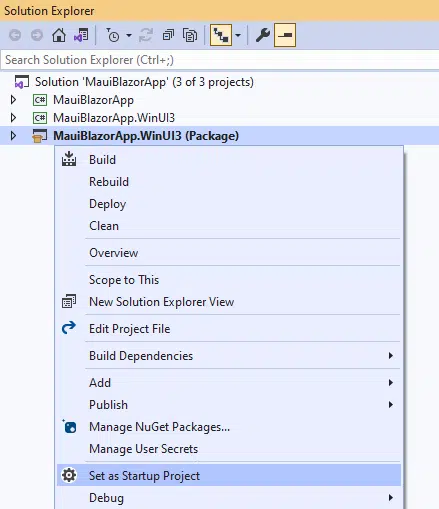 Solution Explorer
Search Solution Explorer (Ctrl+;)
Solution 'MauiBlazorApp' (3 of 3 projects)
C# MauiBlazorApp
C# MauiBlazorApp.WinUI3
MauiBlazorApp.WinUI3 (Package)
Build
Rebuild
Deploy
Clean
Overview
Scope to This
New Solution Explorer View
Edit Project File
Build Dependencies
Add
Publish
Manage NuGet Packages...
Manage User Secrets
Set as Startup Project
Debug